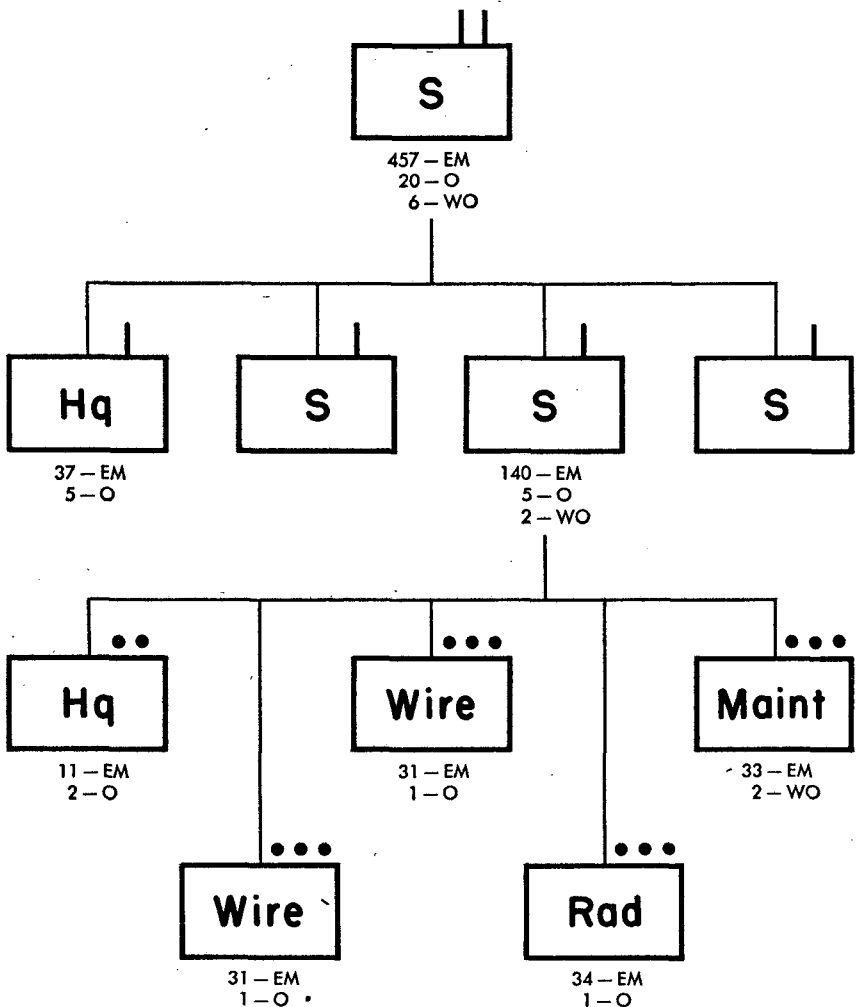 S
457 — EM
20 — O
6 — WO
Hq
S
S
S
37 — EM
5 — O
140 — EM
5 — O
2 — WO
Hq
Wire
Maint
11 — EM
2 — O
31 — EM
1 — O
33 — EM
2 — WO
Wire
Rad
31 — EM
1 — O
34 — EM
1 — O